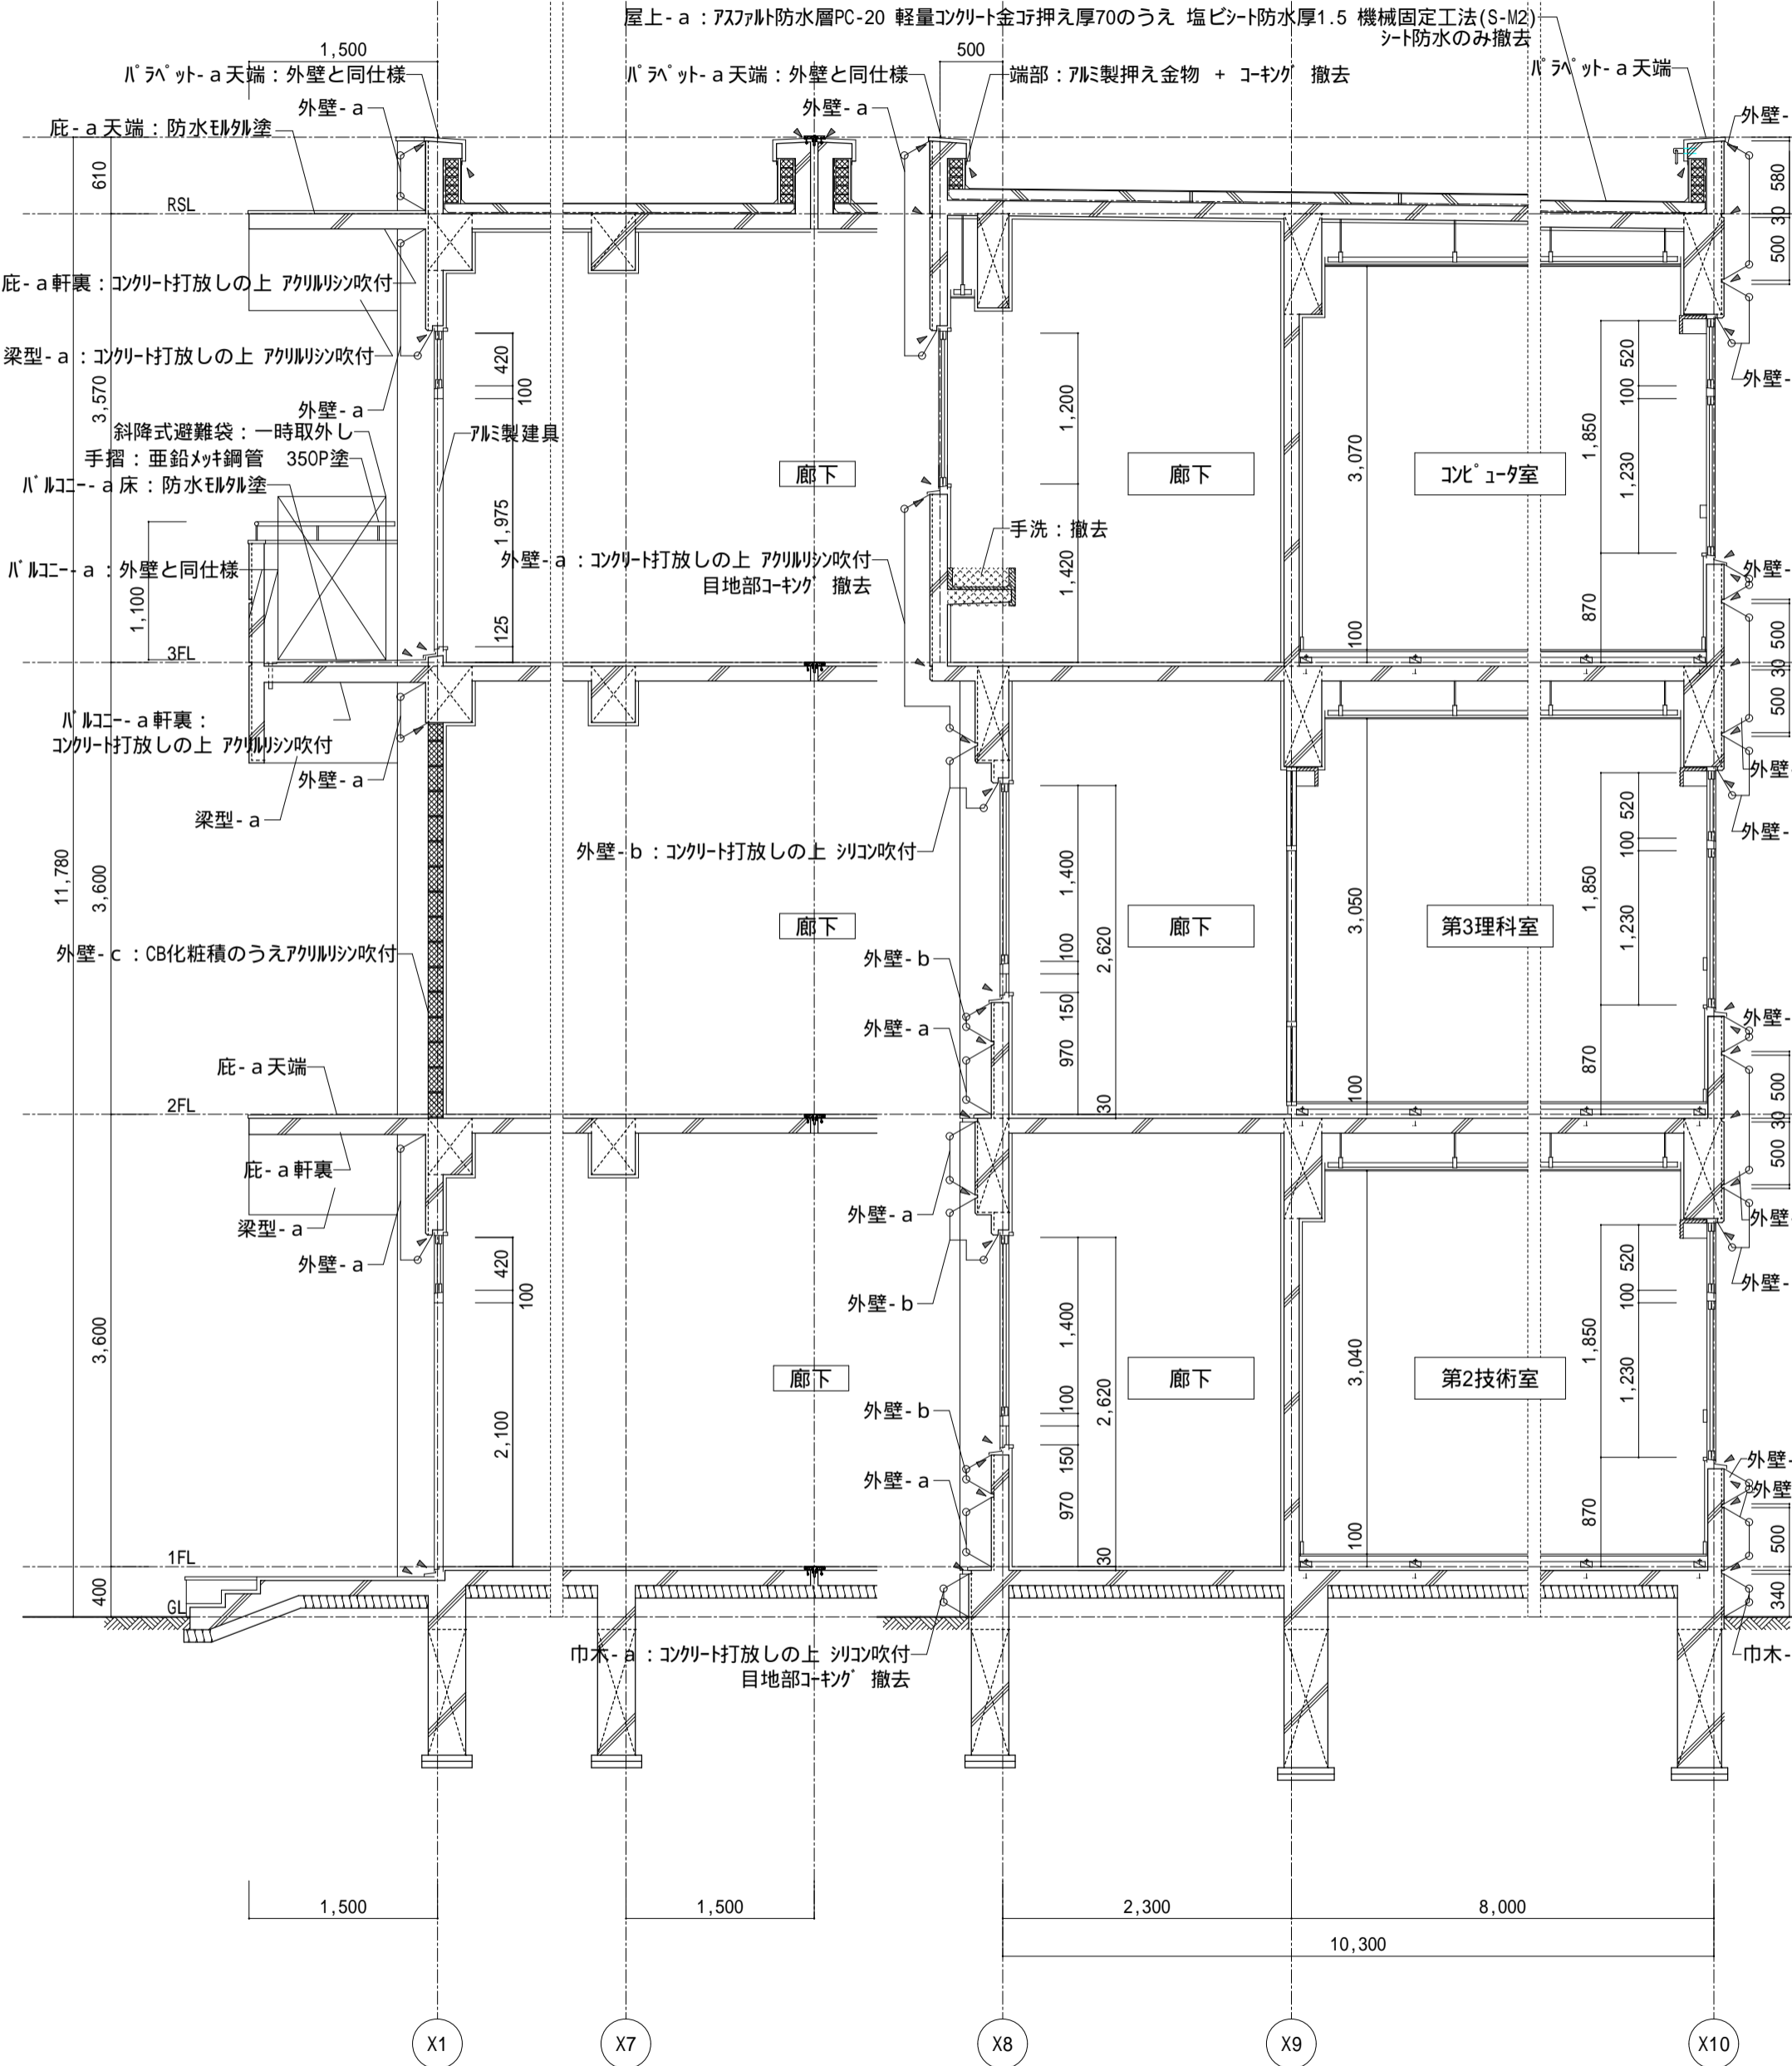 屋上-a：アスファルト防水層PC-20 軽量コンクリート金コテ押え厚70のうえ 塩ビシート防水厚1.5 機械固定工法(S-M2)
シート防水のみ撤去
1,500
500
パラペット-a天端：外壁と同仕様
パラペット-a天端：外壁と同仕様
端部：アルミ製押え金物 + コーキング 撤去
パラペット-a天端
外壁-a
外壁-a
外壁-
庇-a天端：防水モルタル塗
610
RSL
580
30
500
庇-a軒裏：コンクリート打放しの上 アクリルリシン吹付
梁型-a：コンクリート打放しの上 アクリルリシン吹付
3,570
420
100
1,200
520
100
1,850
1,230
3,070
外壁-
外壁-a
斜降式避難袋：一時取外し
アルミ製建具
手摺：亜鉛メッキ鋼管 350P塗
廊下
廊下
コンピュータ室
バルコニー-a床：防水モルタル塗
1,975
手洗：撤去
外壁-a：コンクリート打放しの上 アクリルリシン吹付
目地部コーキング 撤去
1,420
バルコニー-a：外壁と同仕様
1,100
外壁-
125
100
870
500
30
500
3FL
バルコニー-a軒裏：
コンクリート打放しの上 アクリルリシン吹付
外壁-a
外壁
梁型-a
外壁-
外壁-b：コンクリート打放しの上 シリコン吹付
11,780
3,600
1,400
2,620
3,050
520
100
1,850
1,230
廊下
廊下
第3理科室
外壁-c：CB化粧積のうえアクリルリシン吹付
外壁-b
100
150
970
30
外壁-a
外壁-
庇-a天端
100
870
500
30
500
2FL
庇-a軒裏
梁型-a
外壁-a
外壁-a
外壁
外壁-
外壁-b
420
100
3,600
1,400
2,620
3,040
520
100
1,850
1,230
廊下
廊下
第2技術室
2,100
外壁-b
100
150
970
30
外壁-a
外壁-
外壁
100
870
500
1FL
400
GL
340
巾木-a：コンクリート打放しの上 シリコン吹付
目地部コーキング 撤去
巾木-
1,500
1,500
2,300
8,000
10,300
X1
X7
X8
X9
X10